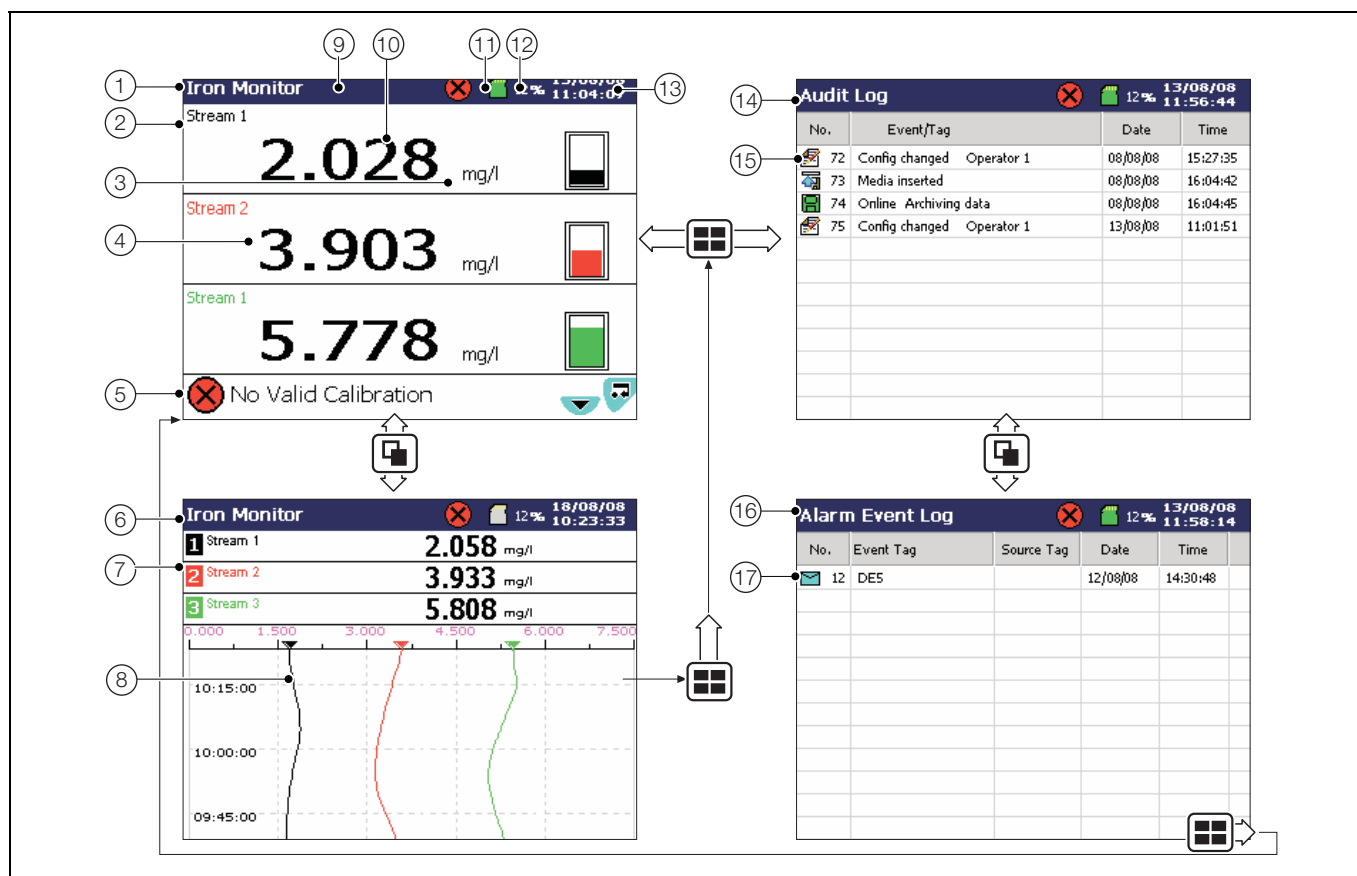 9 10 11 12
1 Iron Monitor 12% 13/08/08
11:04:07 13
2 Stream 1
2.028 mg/l
3
Stream 2
4 3.903 mg/l
Stream 1
5.778 mg/l
5 No Valid Calibration
6 Iron Monitor 12% 18/08/08
10:23:33
1 Stream 1 2.058 mg/l
7 2 Stream 2 3.933 mg/l
3 Stream 3 5.808 mg/l
0.000 1.500 3.000 4.500 6.000 7.500
8
10:15:00
10:00:00
09:45:00
14 Audit Log 12% 13/08/08
11:56:44
No. Event/Tag Date Time
15 72 Config changed Operator 1 08/08/08 15:27:35
73 Media inserted 08/08/08 16:04:42
74 Online Archiving data 08/08/08 16:04:45
75 Config changed Operator 1 13/08/08 11:01:51
16 Alarm Event Log 12% 13/08/08
11:58:14
No. Event Tag Source Tag Date Time
17 12 DE5 12/08/08 14:30:48